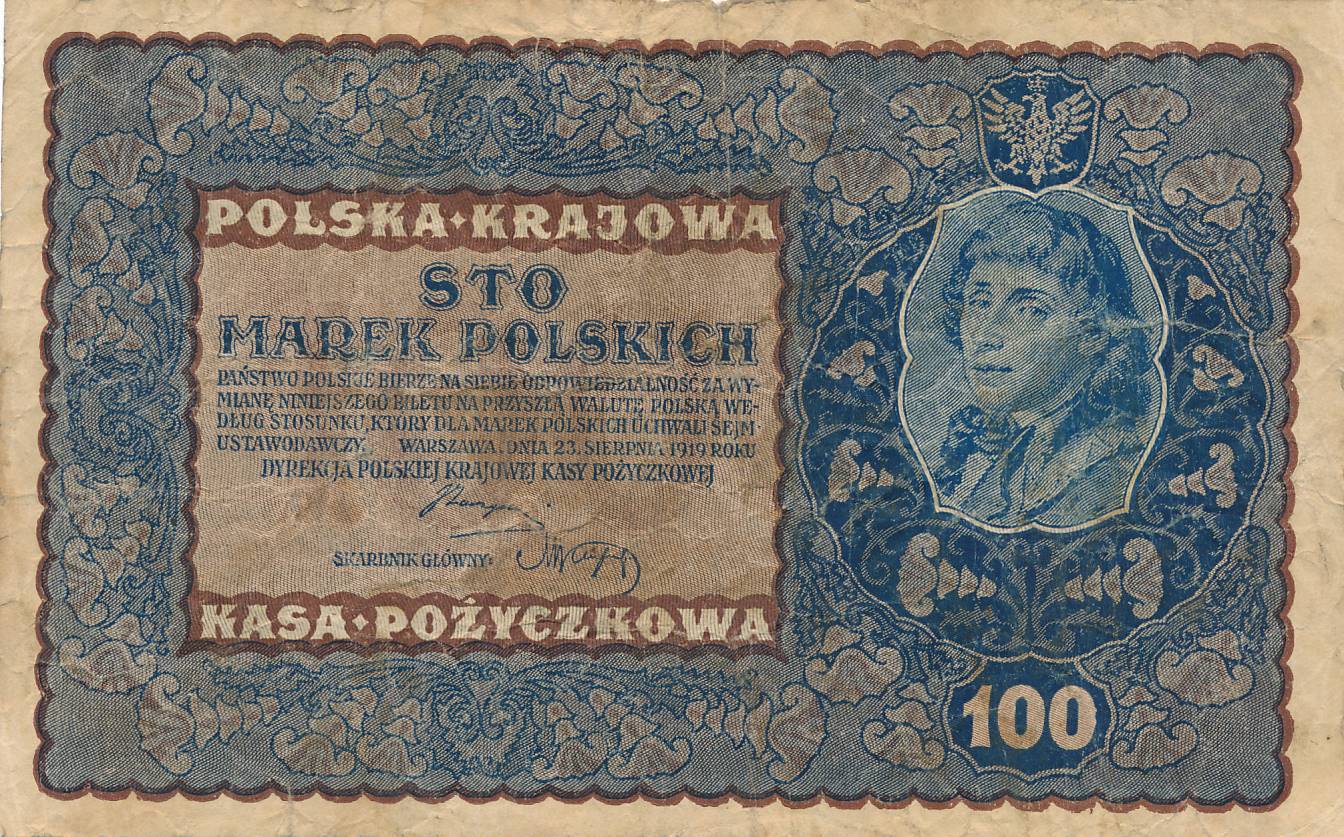 POLSKA·KRAJOWA
STO
MAREK POLSKICH
PAŃSTWO POLSKIE BIERZE NA SIEBIE ODPOWIEDZIALNOŚĆ ZA WY-
MIANĘ NINIEJSZEGO BILETU NA PRZYSZŁĄ WALUTĘ POLSKĄ WE-
DŁUG STOSUNKU, KTÓRY DLA MAREK POLSKICH UCHWALI SEJM
USTAWODAWCZY. WARSZAWA, DNIA 23. SIERPNIA 1919 ROKU
DYREKCJA POLSKIEJ KRAJOWEJ KASY POŻYCZKOWEJ
SKARBNIK GŁÓWNY:
KASA·POŻYCZKOWA
100